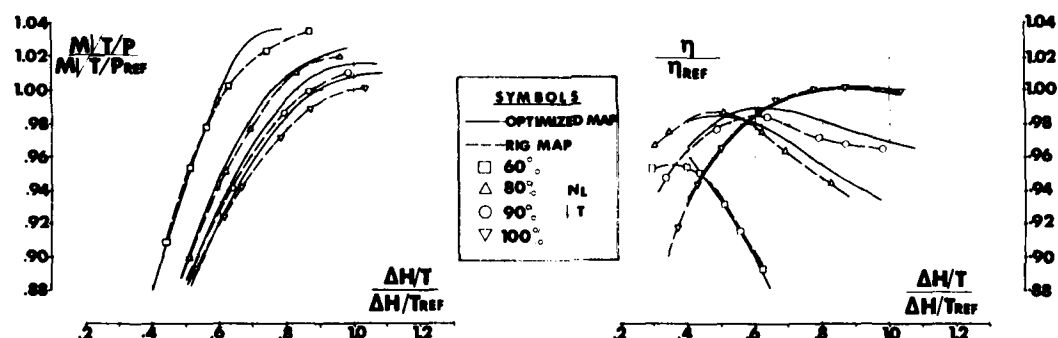 1.04
1.02
1.00
.98
.96
.94
.92
.90
.88
M√T/P
M√T/PREF
ΔH/T
ΔH/TREF
.2 .4 .6 .8 1.0 1.2
SYMBOLS
OPTIMIZED MAP
RIG MAP
60%
80% NL
90% √T
100%
η
ηREF
1.04
1.02
1.00
.98
.96
.94
.92
.90
.88
ΔH/T
ΔH/TREF
.2 .4 .6 .8 1.0 1.2